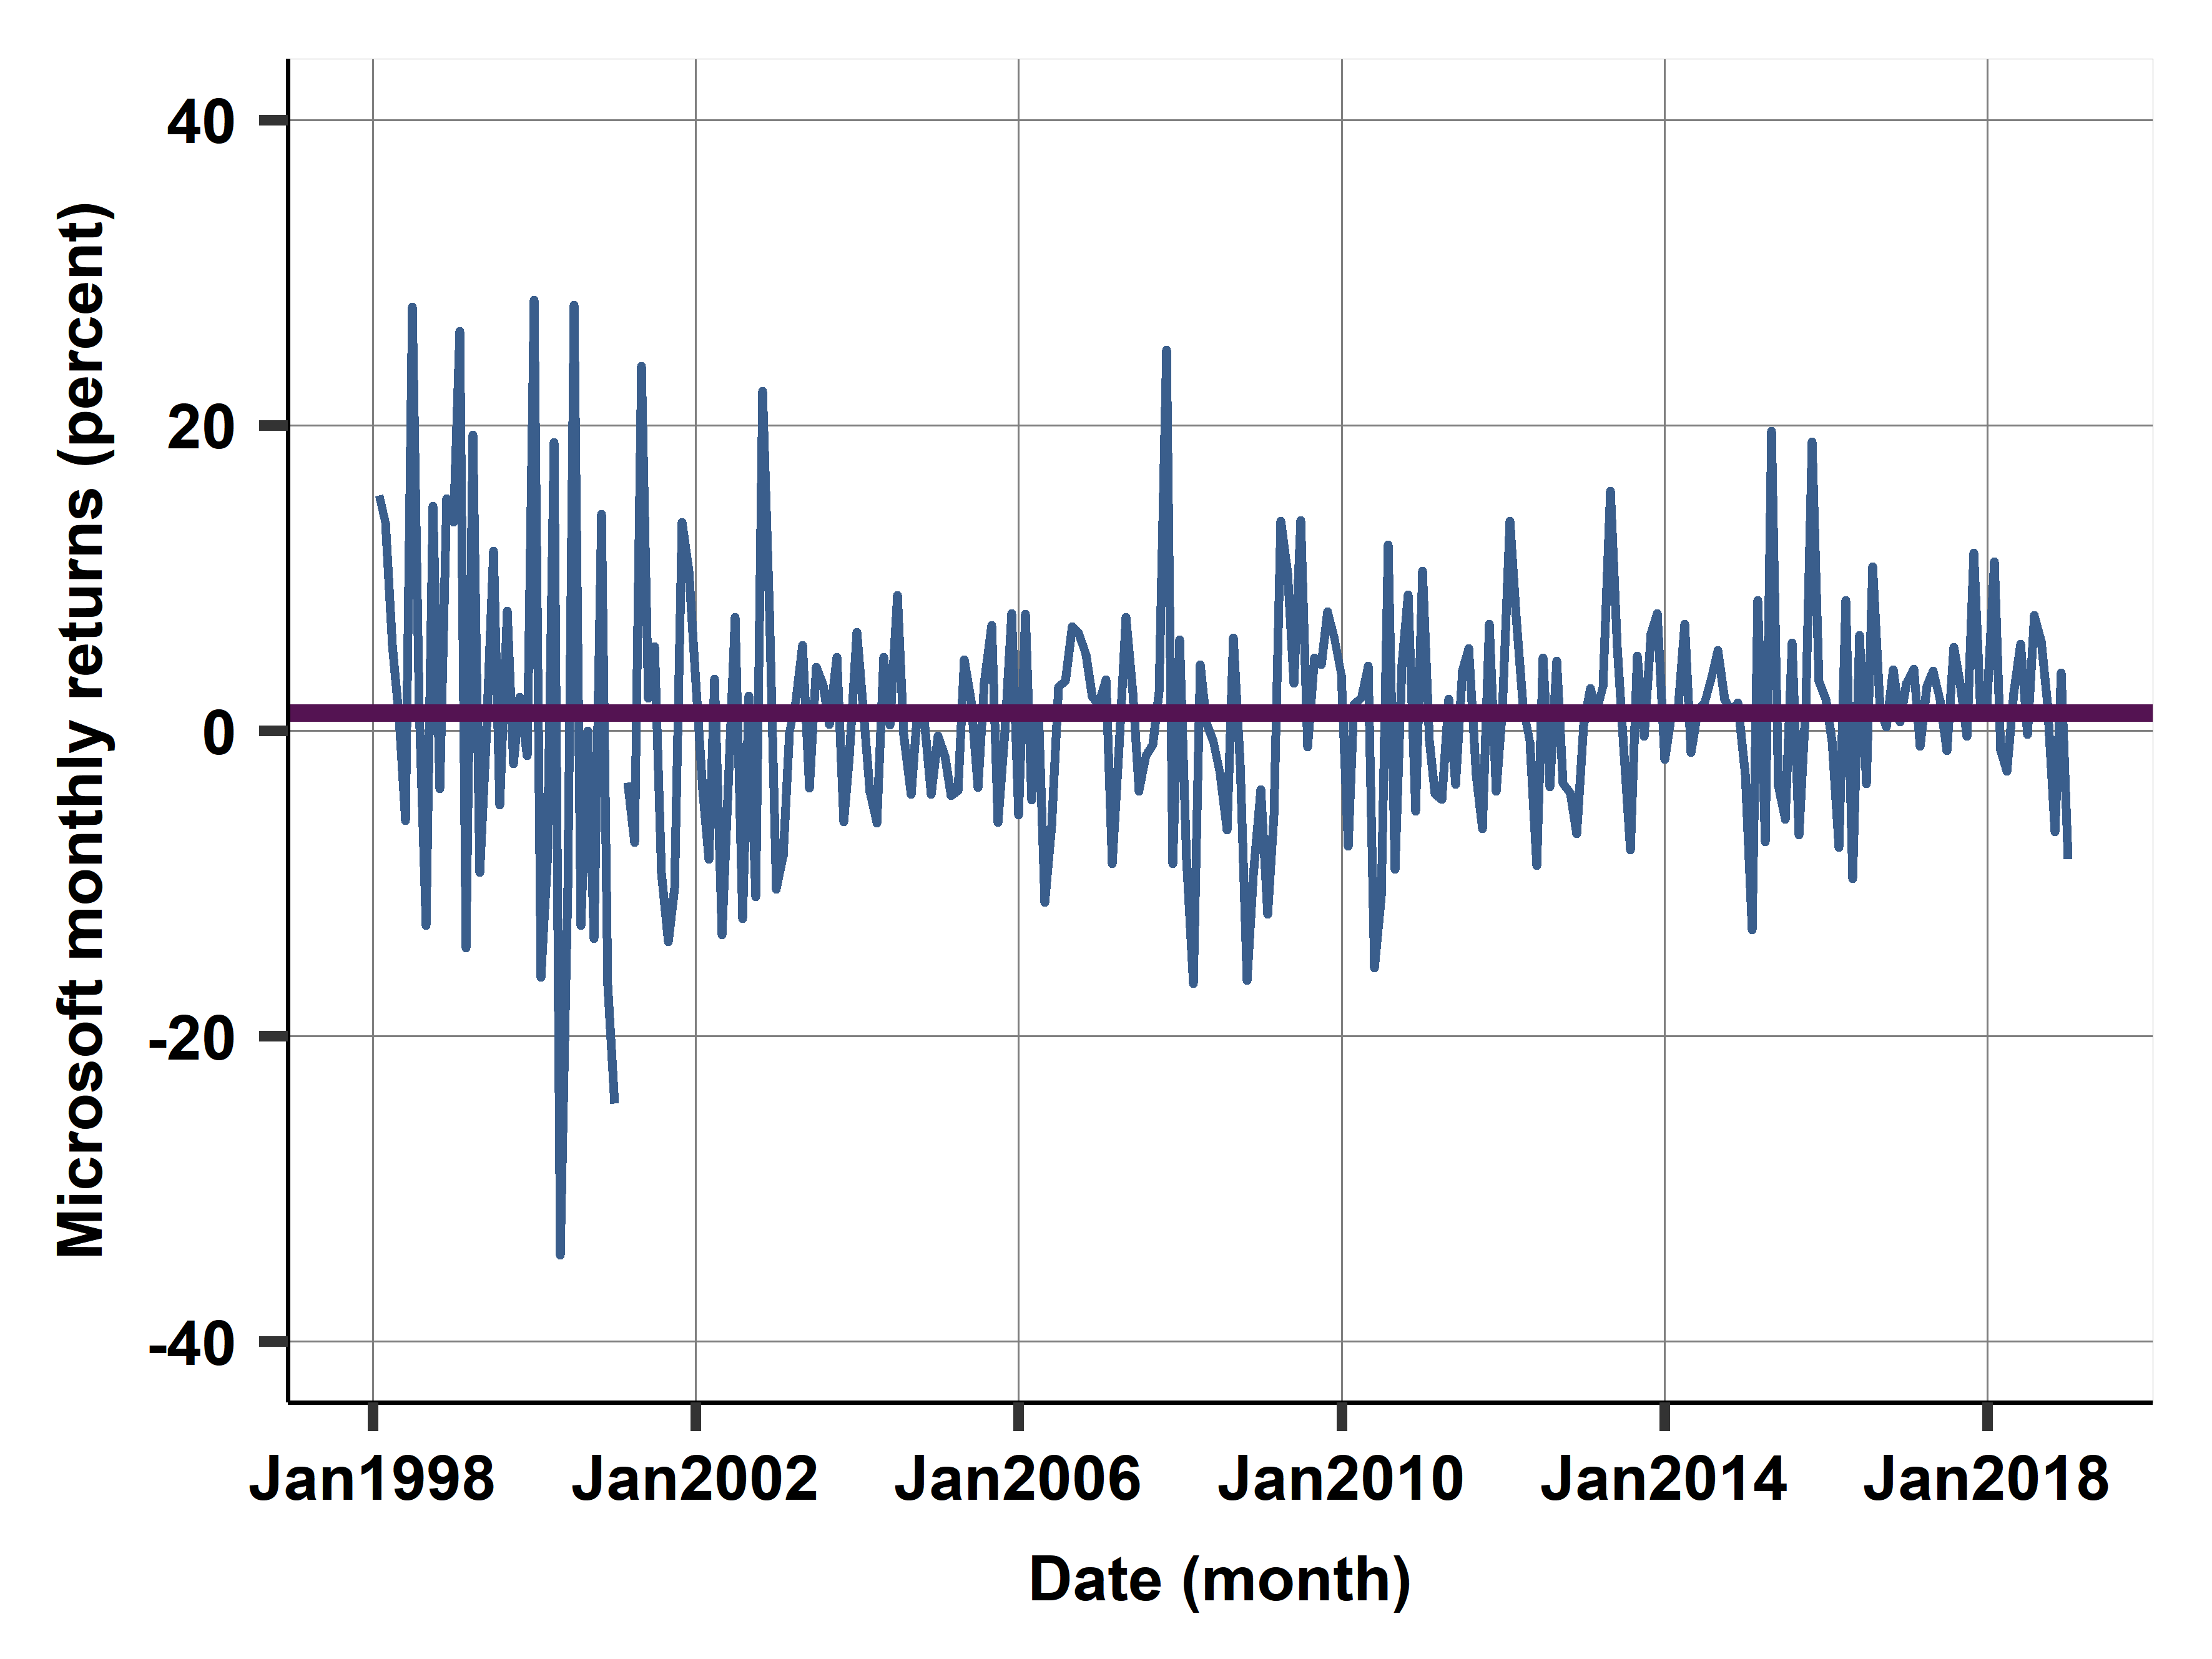 Microsoft monthly returns (percent)
40
20
0
-20
-40
Jan1998 Jan2002 Jan2006 Jan2010 Jan2014 Jan2018
Date (month)